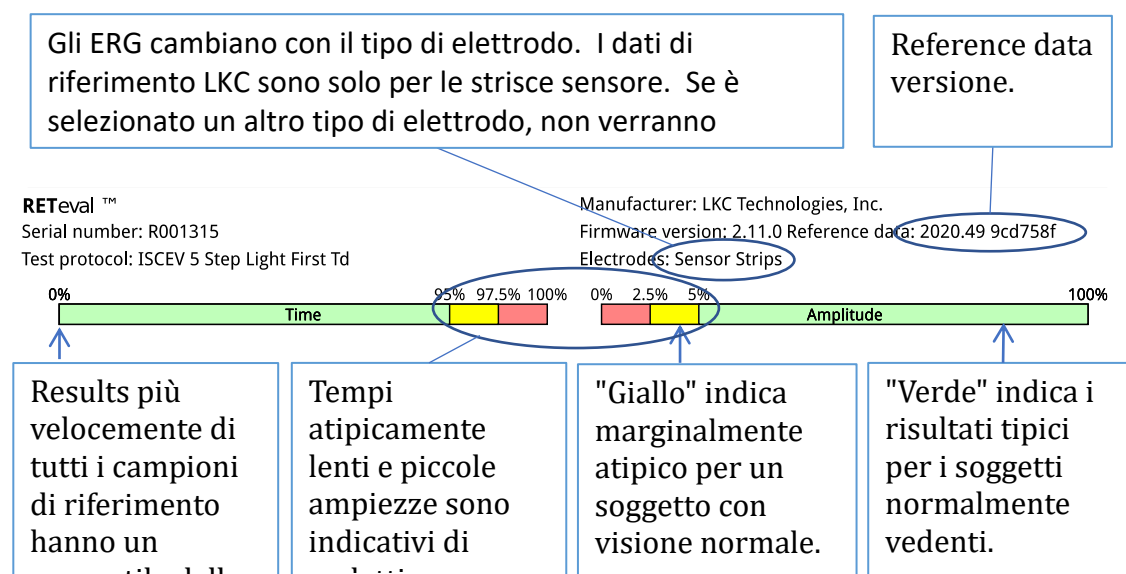 Gli ERG cambiano con il tipo di elettrodo.  I dati di
riferimento LKC sono solo per le strisce sensore.  Se è
selezionato un altro tipo di elettrodo, non verranno
Reference data
versione.
RETeval ™
Serial number: R001315
Test protocol: ISCEV 5 Step Light First Td
Manufacturer: LKC Technologies, Inc.
Firmware version: 2.11.0 Reference data: 2020.49 9cd758f
Electrodes: Sensor Strips
0% 95% 97.5% 100%
Time
0% 2.5% 5% 100%
Amplitude
Results più
velocemente di
tutti i campioni
di riferimento
hanno un
Tempi
atipicamente
lenti e piccole
ampiezze sono
indicativi di
"Giallo" indica
marginalmente
atipico per un
soggetto con
visione normale.
"Verde" indica i
risultati tipici
per i soggetti
normalmente
vedenti.